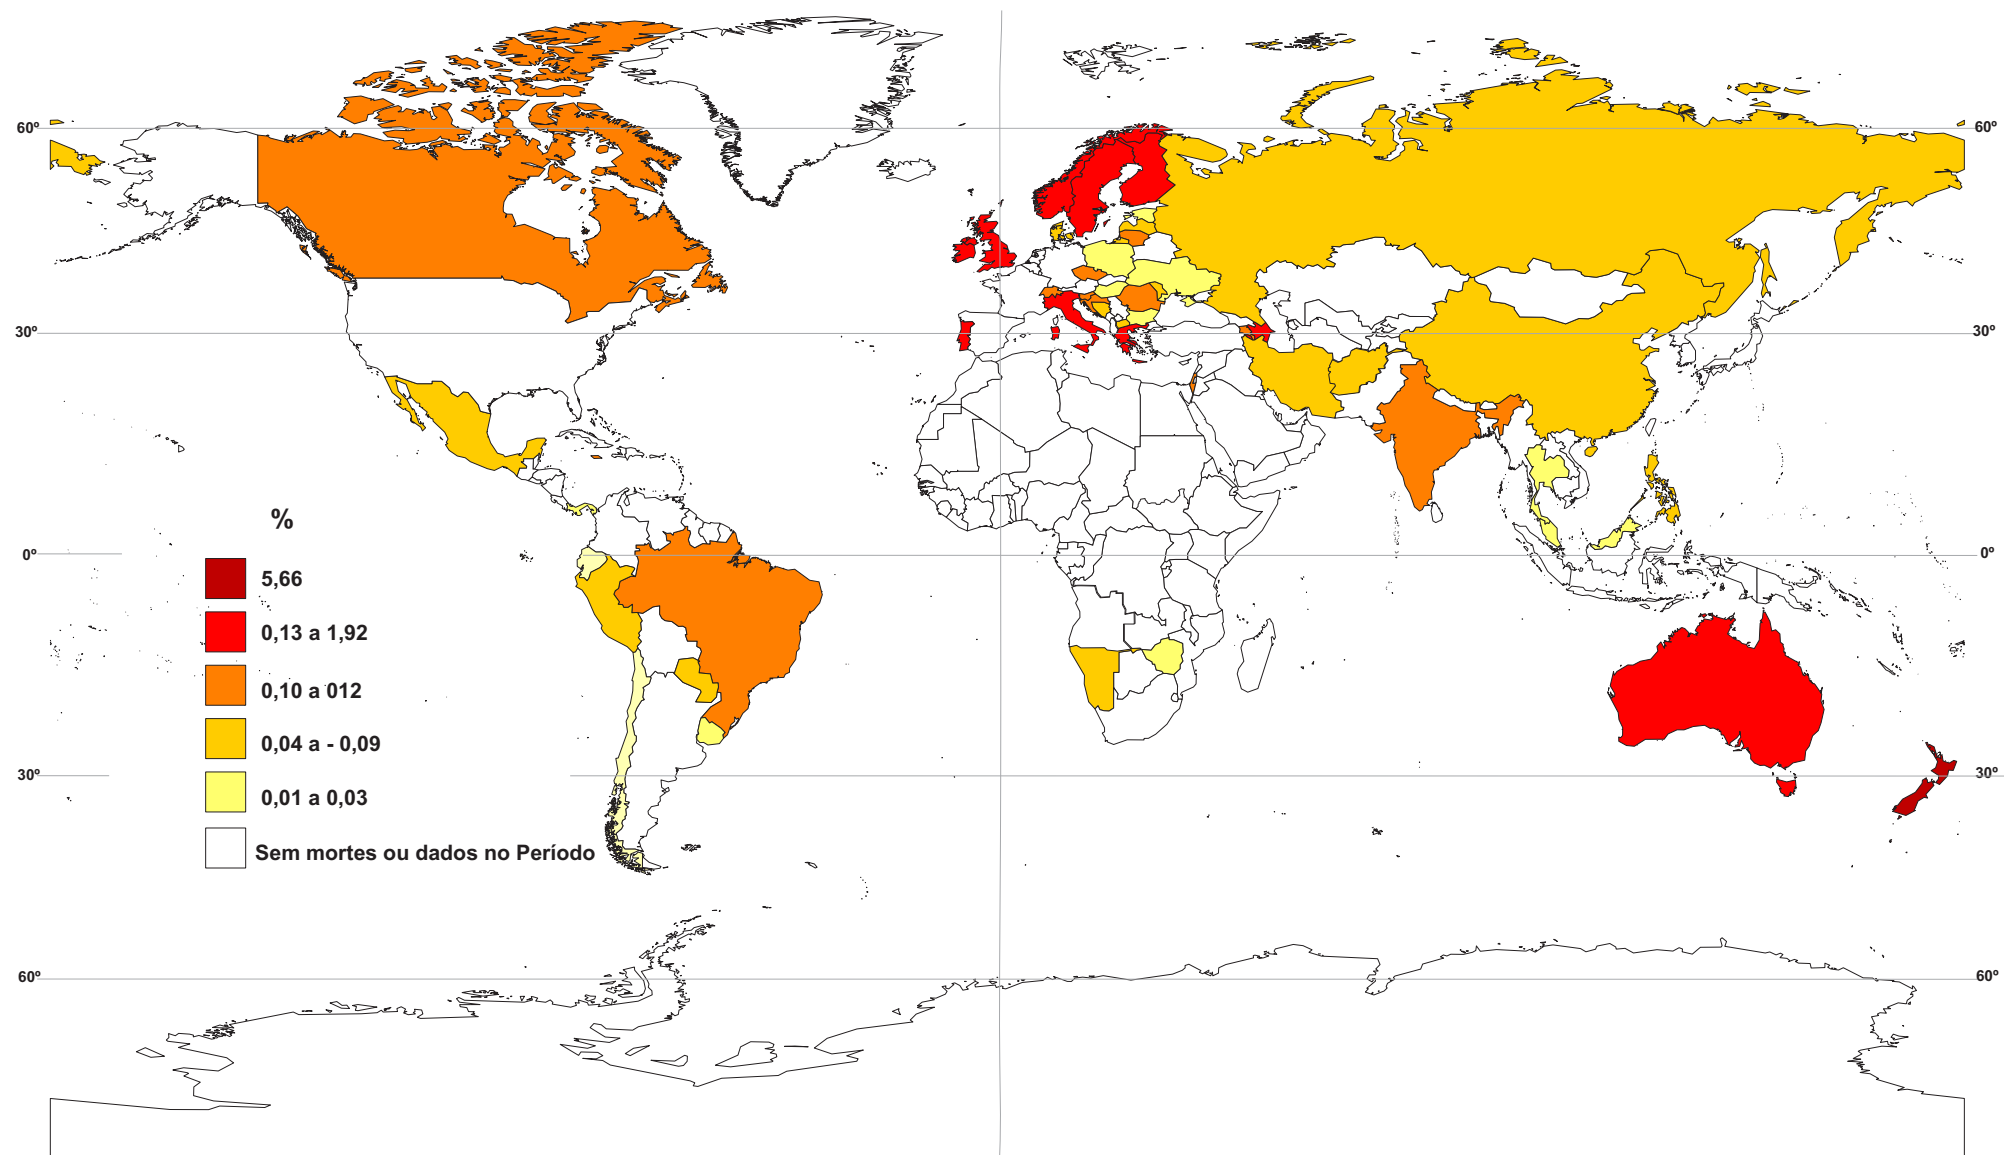 60º 60º
30º 30º
%
0º 0º
5,66
0,13 a 1,92
0,10 a 012
0,04 a - 0,09
30º 30º
0,01 a 0,03
Sem mortes ou dados no Período
60º 60º